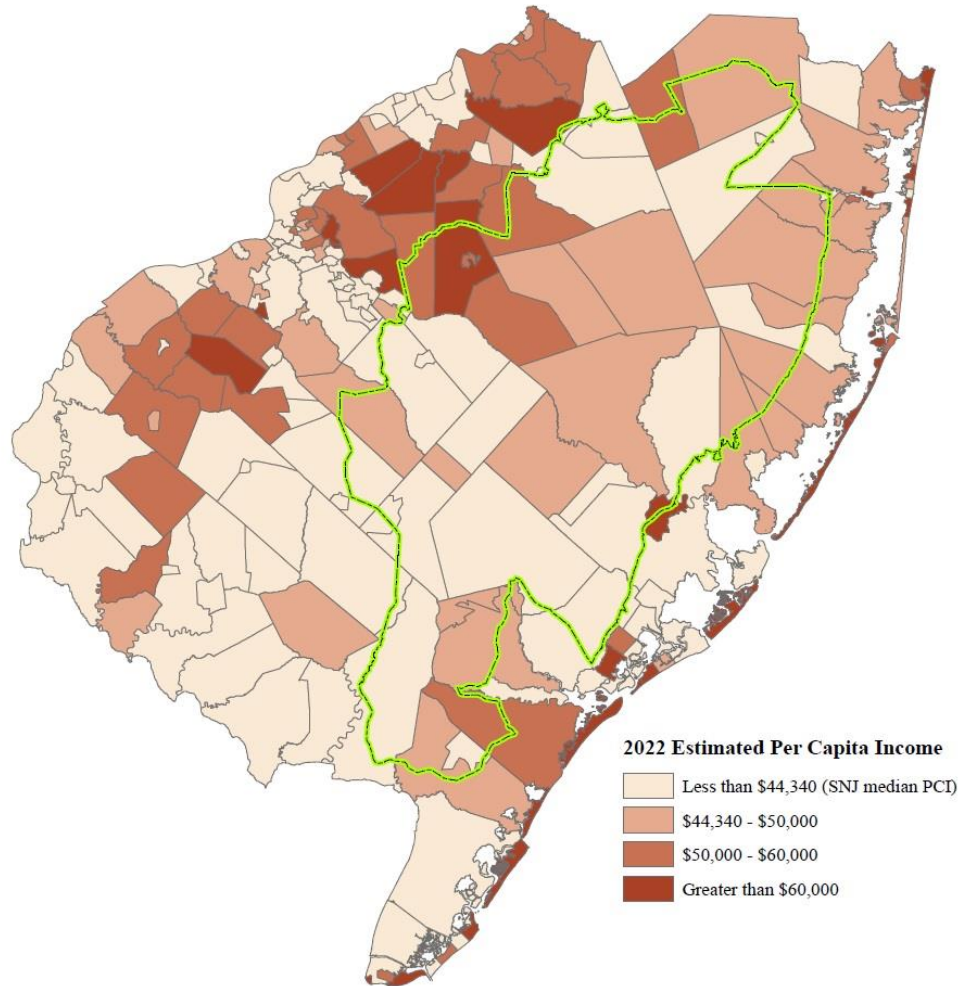 2022 Estimated Per Capita Income
Less than $44,340 (SNJ median PCI)
$44,340 - $50,000
$50,000 - $60,000
Greater than $60,000